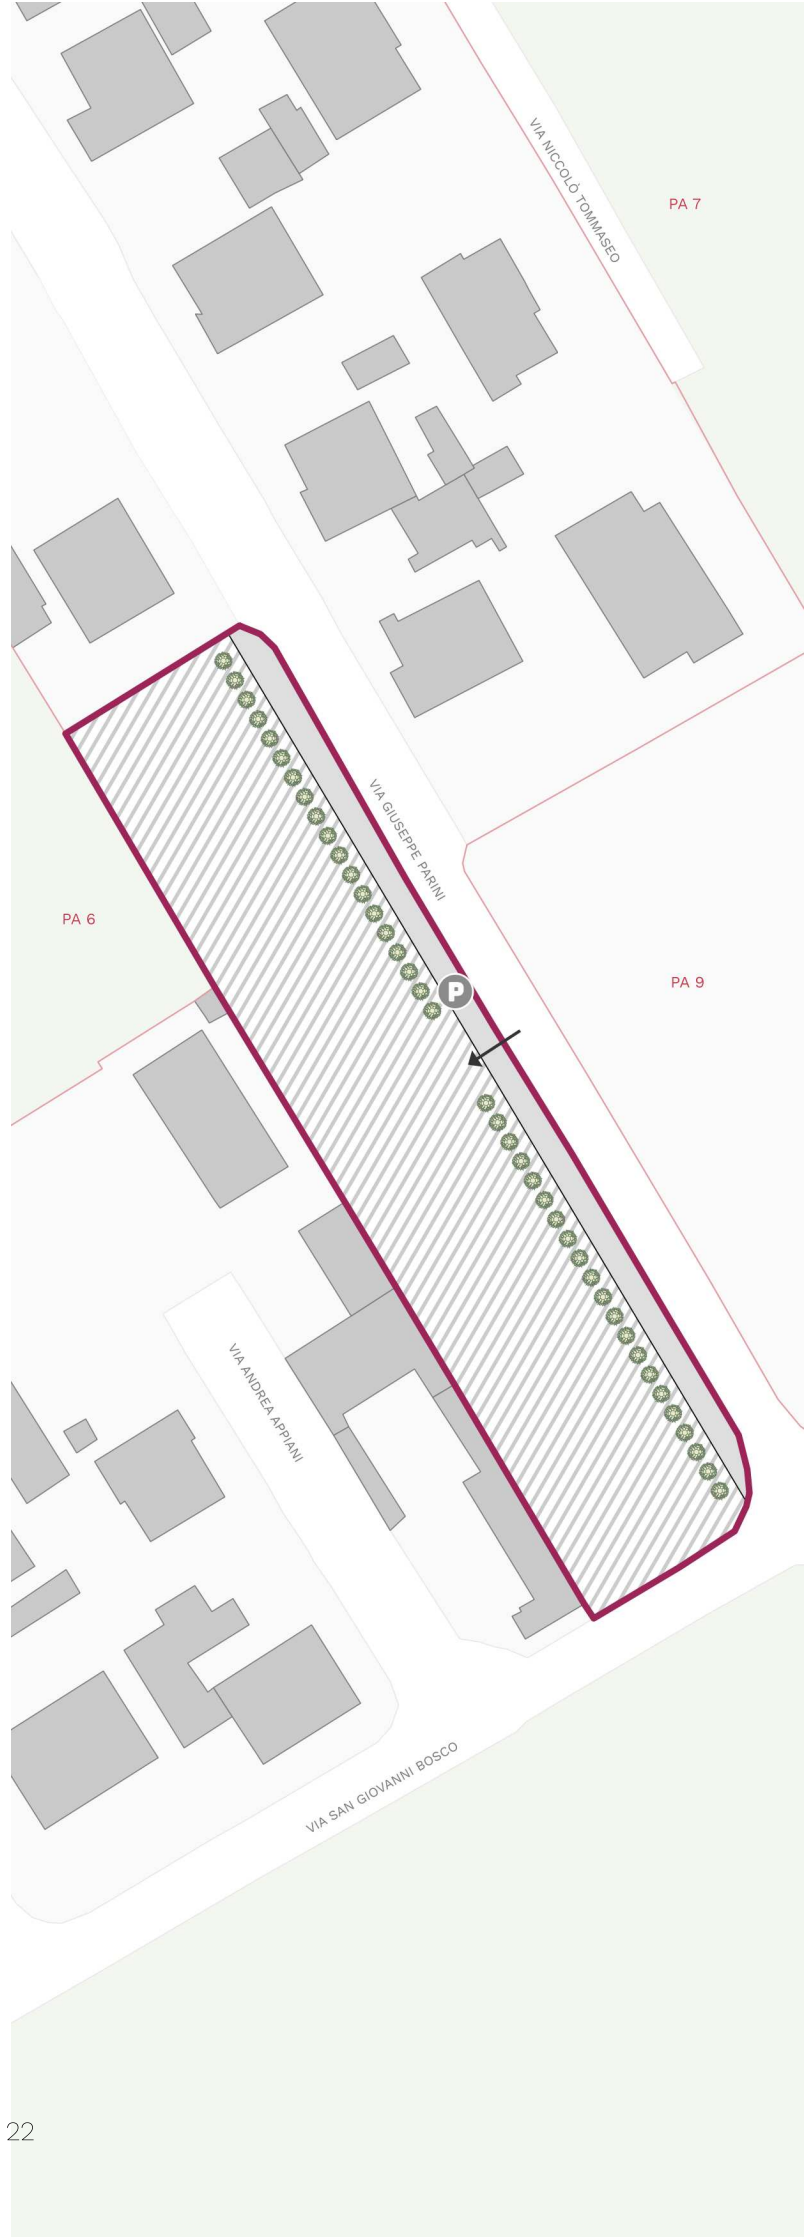 VIA NICCOLÒ TOMMASEO
PA 7
VIA GIUSEPPE PARINI
PA 6
PA 9
P
VIA ANDREA APPIANI
VIA SAN GIOVANNI BOSCO
22